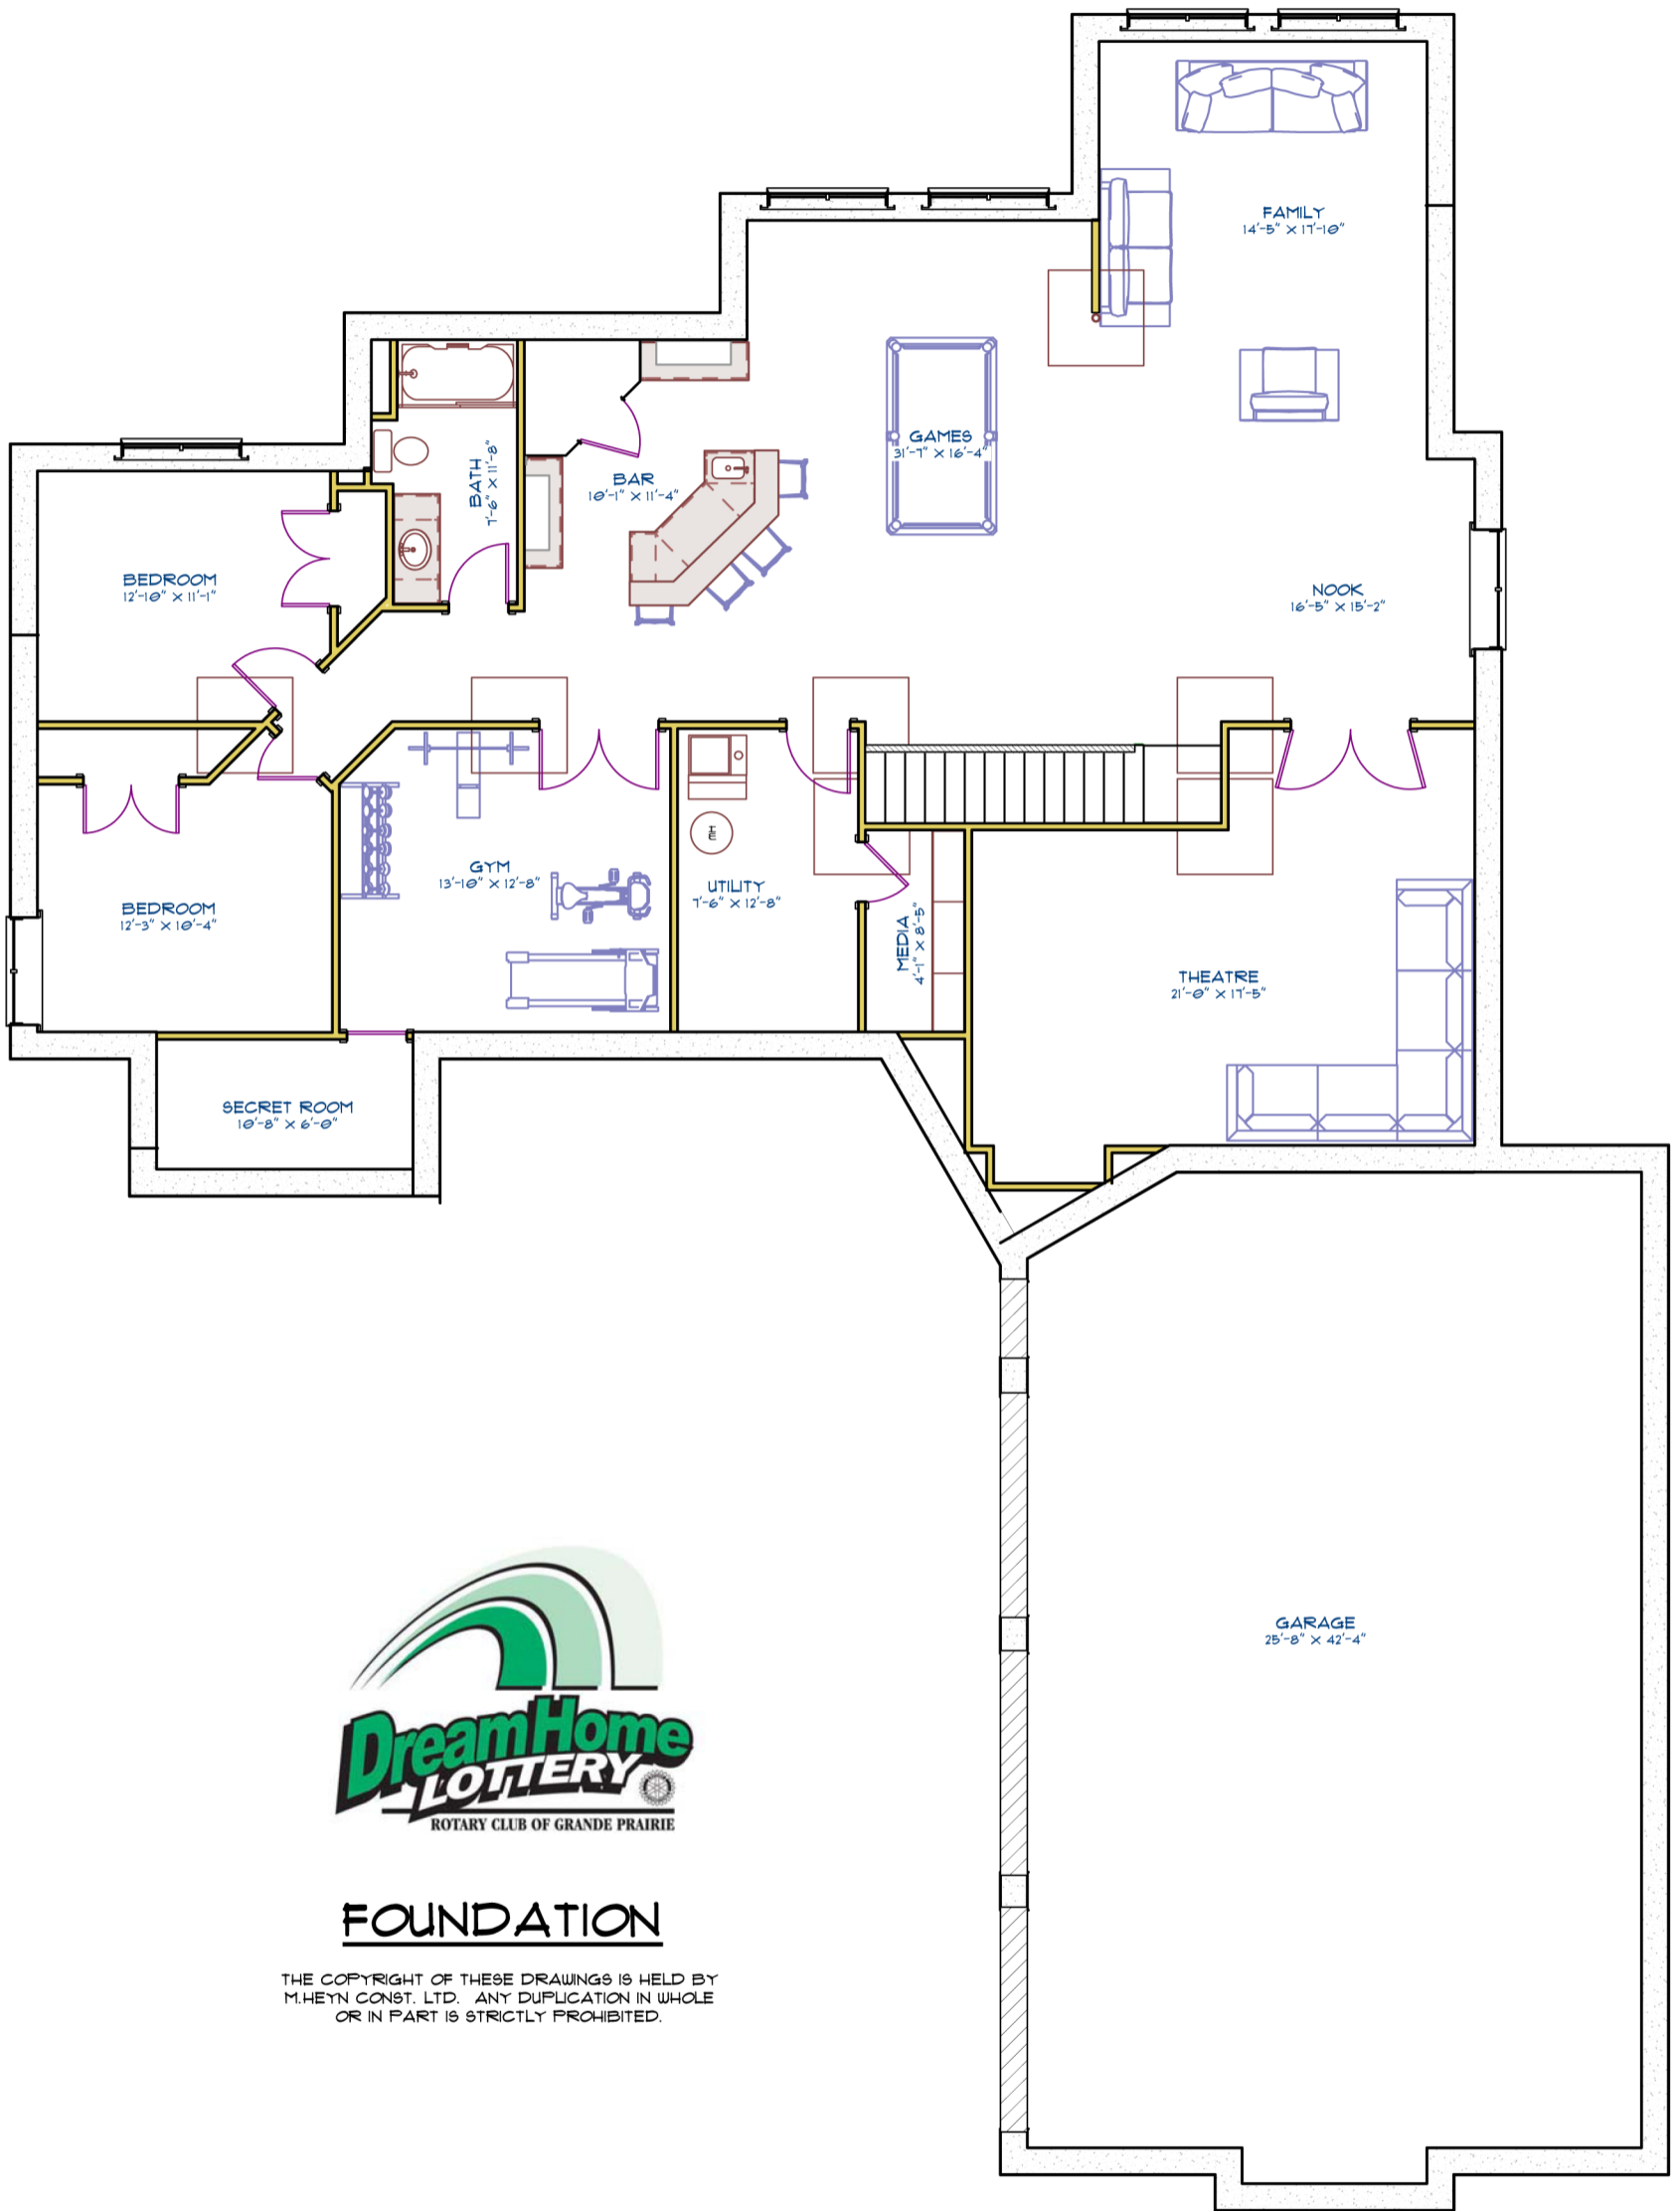 FAMILY
14'-5" X 17'-10"
GAMES
31'-7" X 16'-4"
BATH
7'-6" X 11'-8"
BAR
10'-1" X 11'-4"
BEDROOM
12'-10" X 11'-1"
NOOK
16'-5" X 15'-2"
GYM
13'-10" X 12'-8"
UTILITY
7'-6" X 12'-8"
BEDROOM
12'-3" X 10'-4"
MEDIA
4'-1" X 8'-5"
THEATRE
21'-0" X 17'-5"
SECRET ROOM
10'-8" X 6'-0"
GARAGE
25'-8" X 42'-4"
DreamHome
LOTTERY
ROTARY CLUB OF GRANDE PRAIRIE
FOUNDATION
THE COPYRIGHT OF THESE DRAWINGS IS HELD BY
M.HEYN CONST. LTD. ANY DUPLICATION IN WHOLE
OR IN PART IS STRICTLY PROHIBITED.